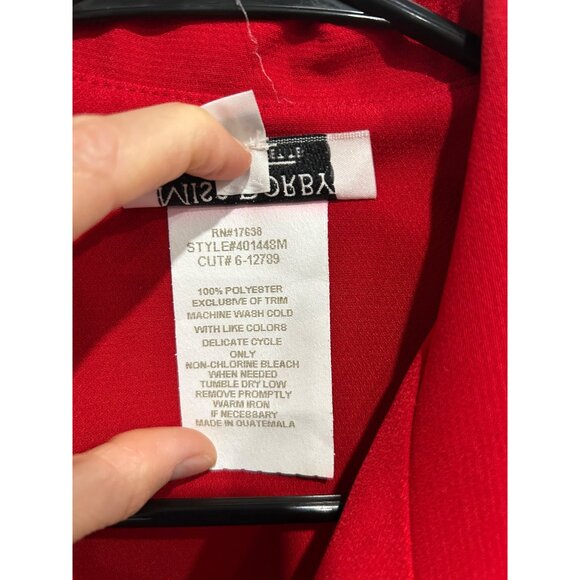 MISS DORBY
RN#17638
STYLE#401448M
CUT# 6-12789
100% POLYESTER
EXCLUSIVE OF TRIM
MACHINE WASH COLD
WITH LIKE COLORS
DELICATE CYCLE
ONLY
NON-CHLORINE BLEACH
WHEN NEEDED
TUMBLE DRY LOW
REMOVE PROMPTLY
WARM IRON
IF NECESSARY
MADE IN GUATEMALA